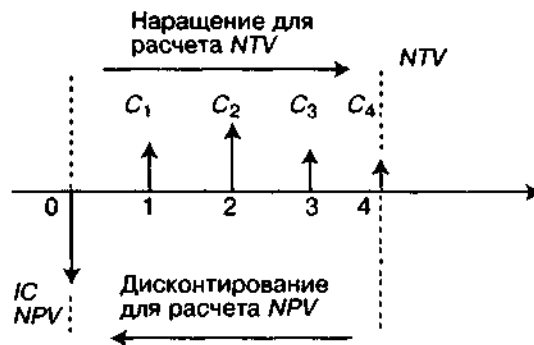 Наращение для
расчета NTV
NTV
C1 C2 C3 C4
0 1 2 3 4
IC
NPV
Дисконтирование
для расчета NPV